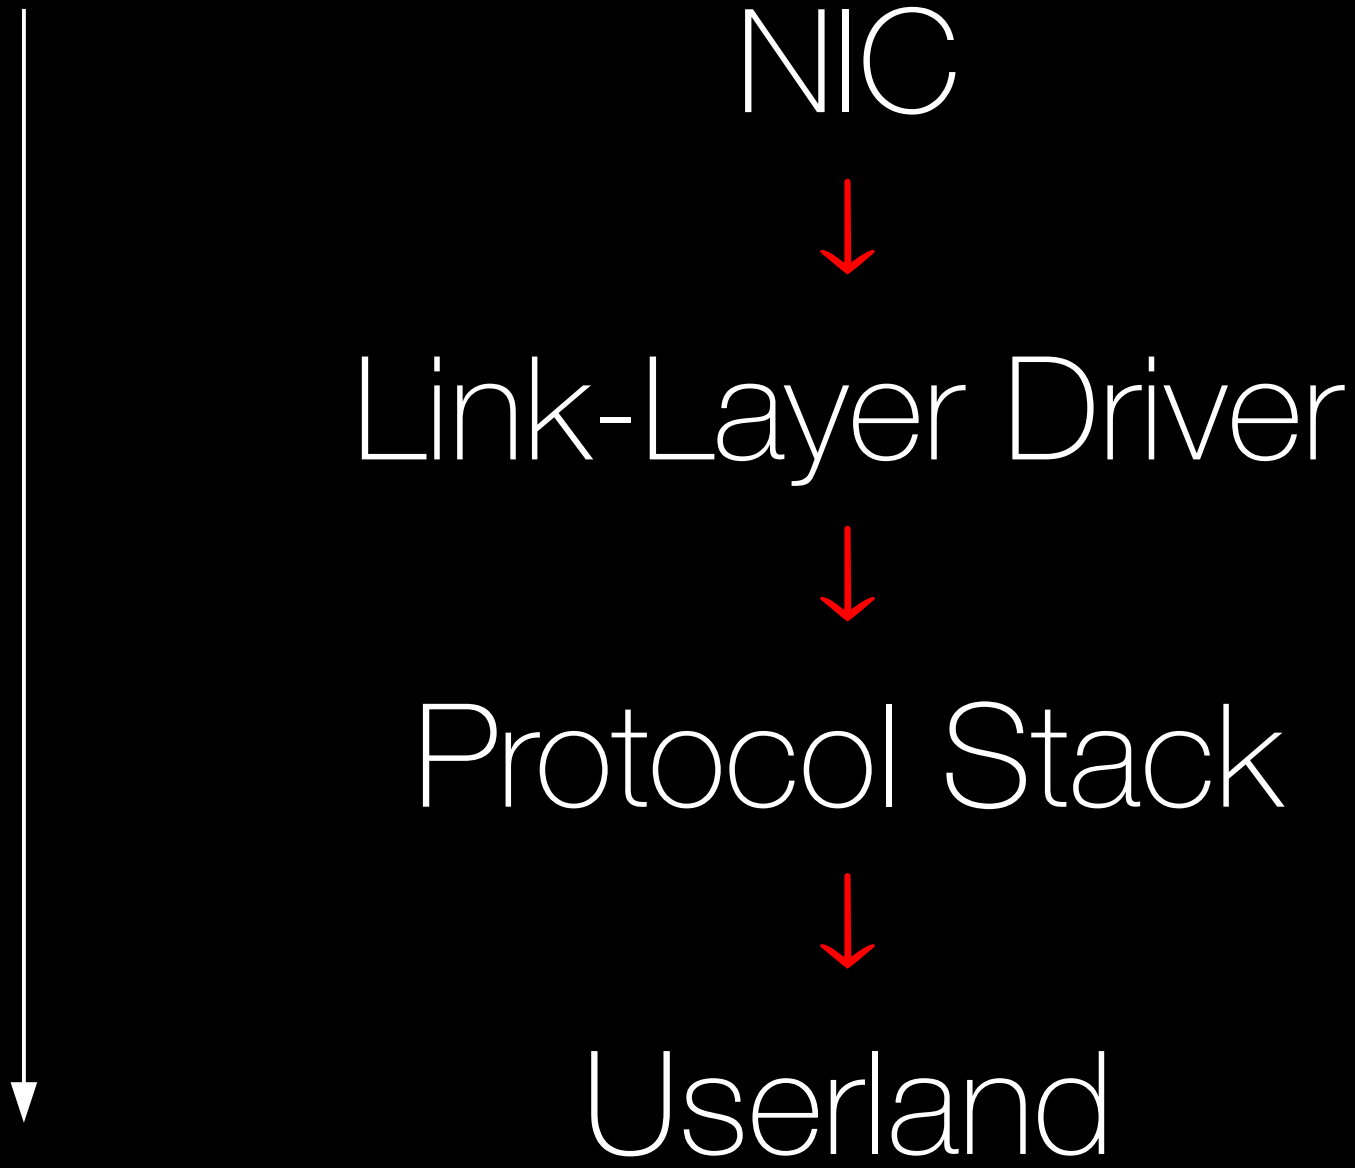 NIC
↓
Link-Layer Driver
↓
Protocol Stack
↓
Userland